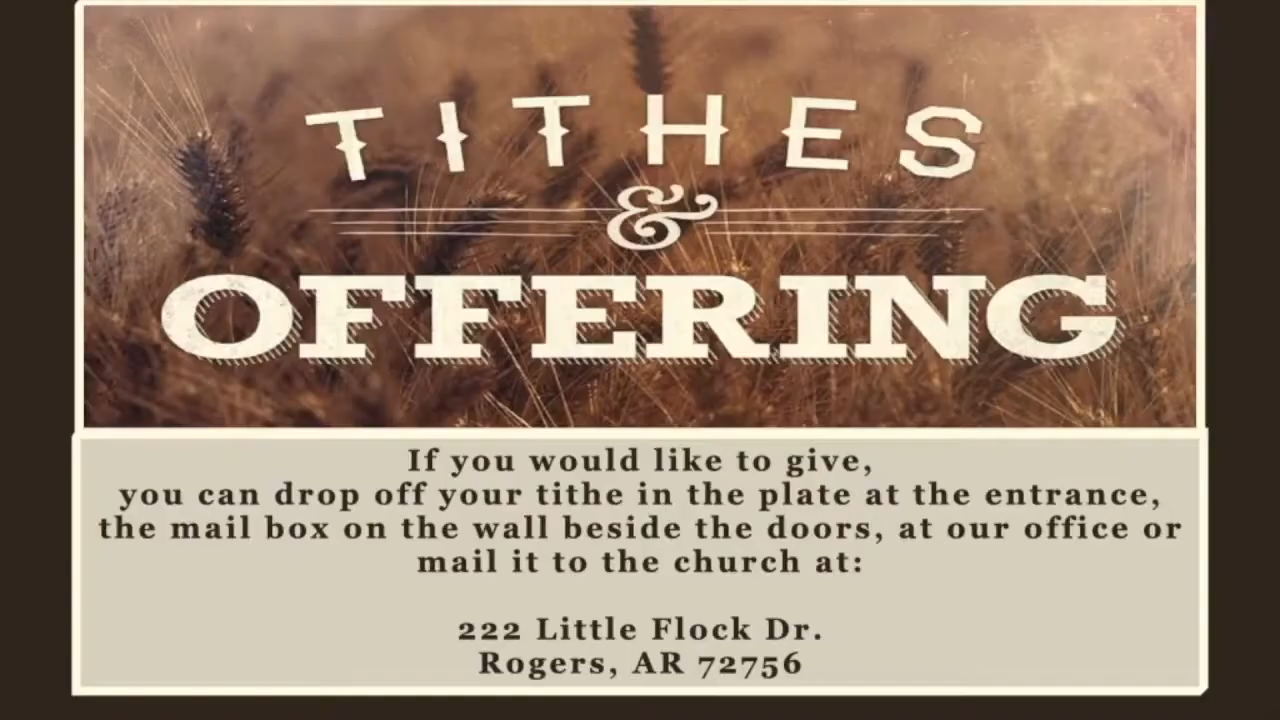 TITHES
&
OFFERING
If you would like to give,
you can drop off your tithe in the plate at the entrance,
the mail box on the wall beside the doors, at our office or
mail it to the church at:
222 Little Flock Dr.
Rogers, AR 72756